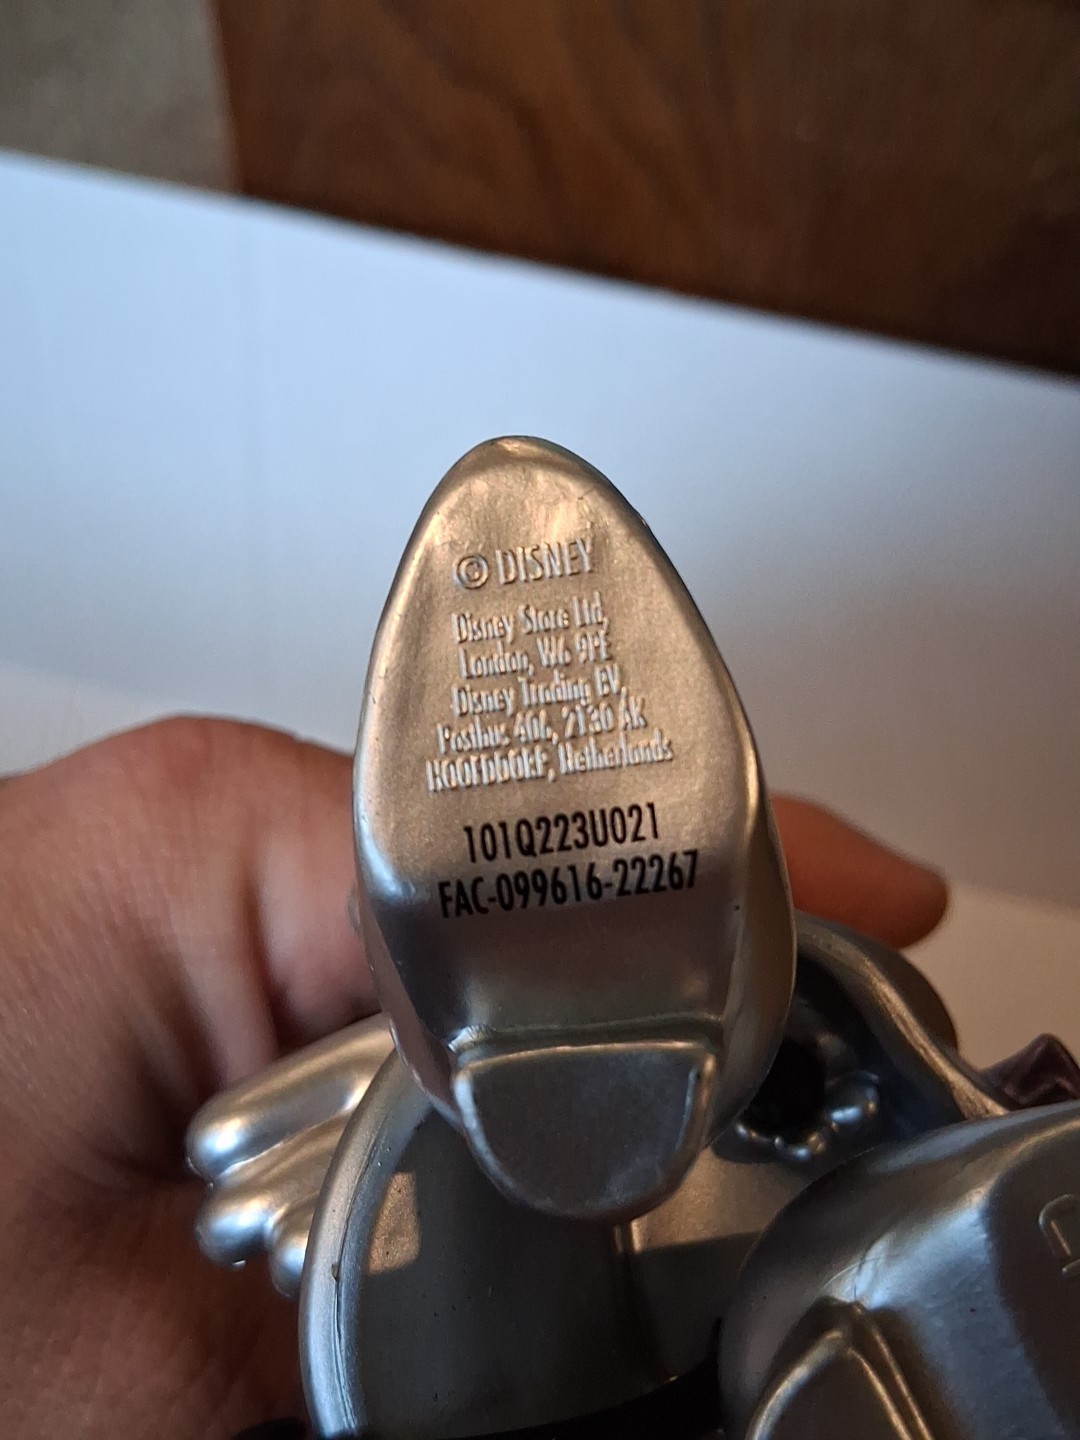 © DISNEY
Disney Store Ltd,
London, W6 9PE
Disney Trading BV,
Postbus 406, 2130 AK
HOOFDDORP, Netherlands
101Q223U021
FAC-099616-22267